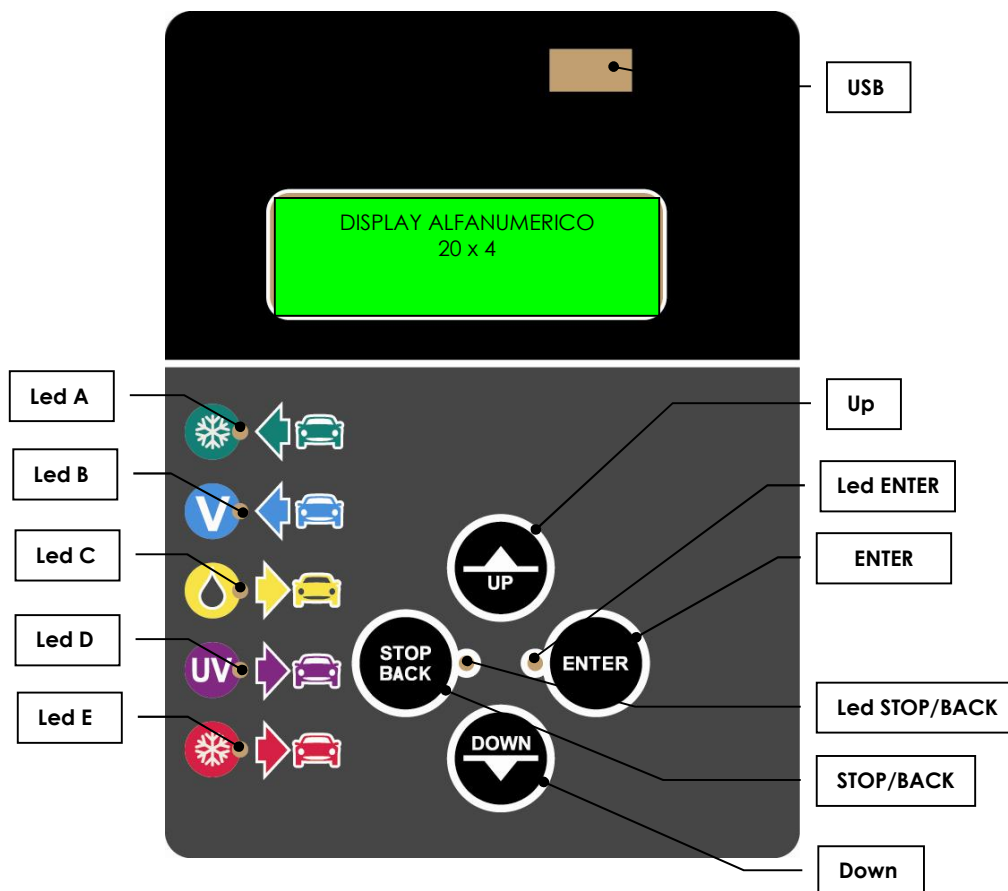 USB
DISPLAY ALFANUMERICO
20 x 4
Led A
Led B
V
Led C
Led D
UV
Led E
UP
STOP
BACK
ENTER
DOWN
Up
Led ENTER
ENTER
Led STOP/BACK
STOP/BACK
Down